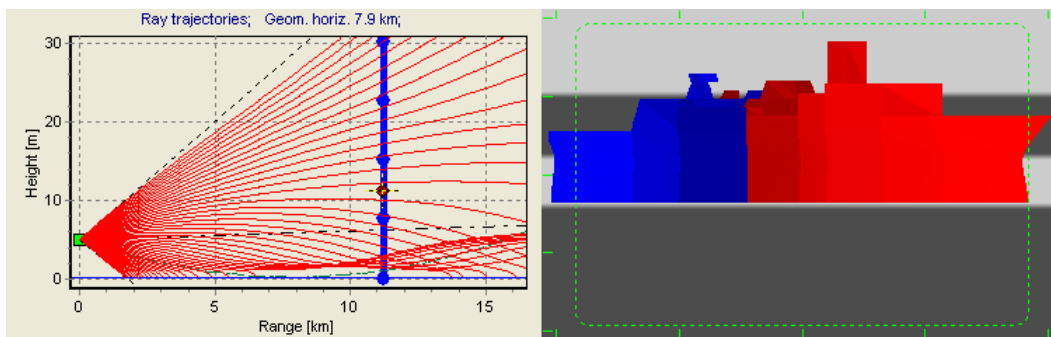 Ray trajectories; Geom. horiz. 7.9 km;
30
20
10
0
Height [m]
0 5 10 15
Range [km]